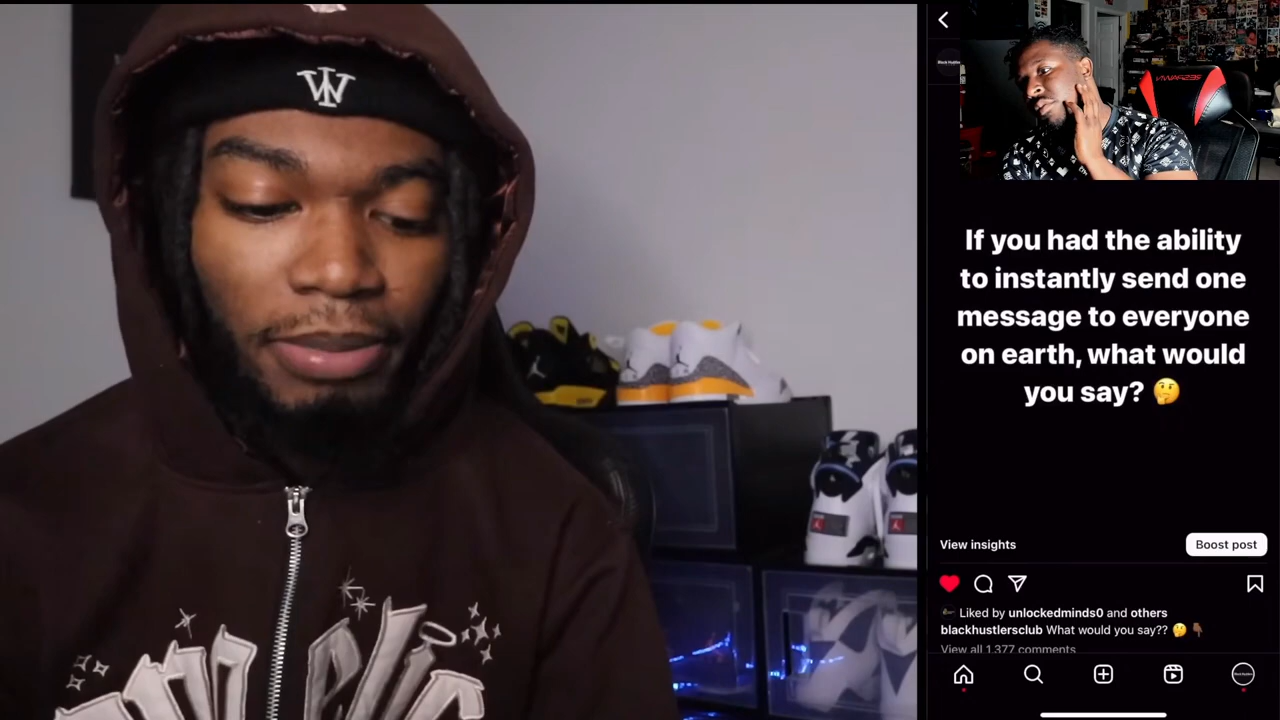 If you had the ability
to instantly send one
message to everyone
on earth, what would
you say? 🤔
View insights
Boost post
Liked by unlockedminds0 and others
blackhustlersclub What would you say?? 🤔 👇🏾
View all 1,377 comments